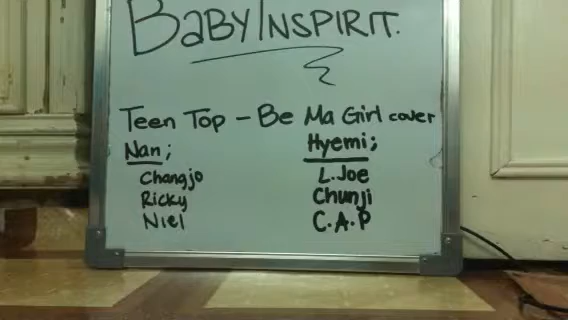 BABYINSPIRIT.
Teen Top - Be Ma Girl cover
Nan; Hyemi;
Changjo L.Joe
Ricky Chunji
Niel C.A.P